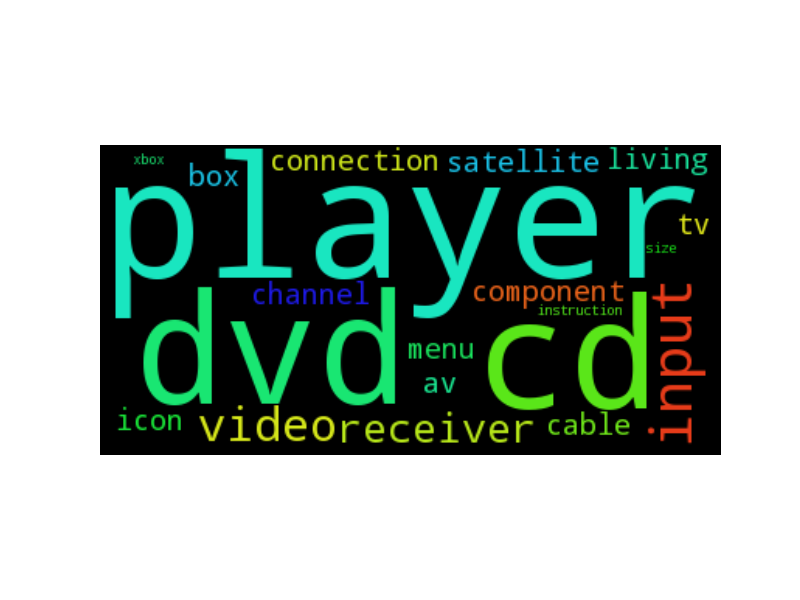 xbox
box
connection
satellite
living
player
tv
size
channel
component
instruction
input
dvd
menu
cd
av
icon
video
receiver
cable